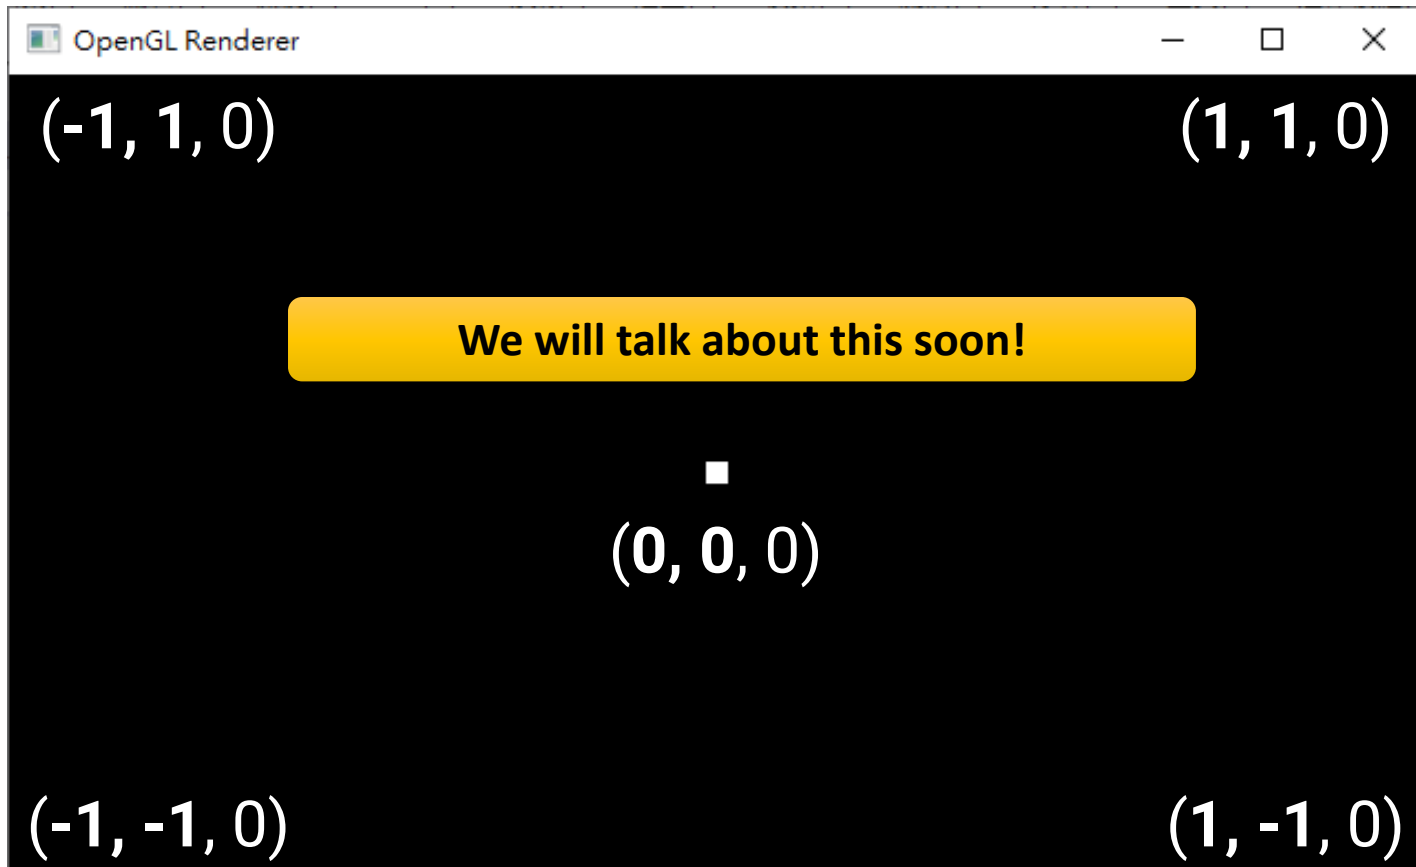 OpenGL Renderer
(-1, 1, 0) (1, 1, 0)
We will talk about this soon!
(0, 0, 0)
(-1, -1, 0) (1, -1, 0)